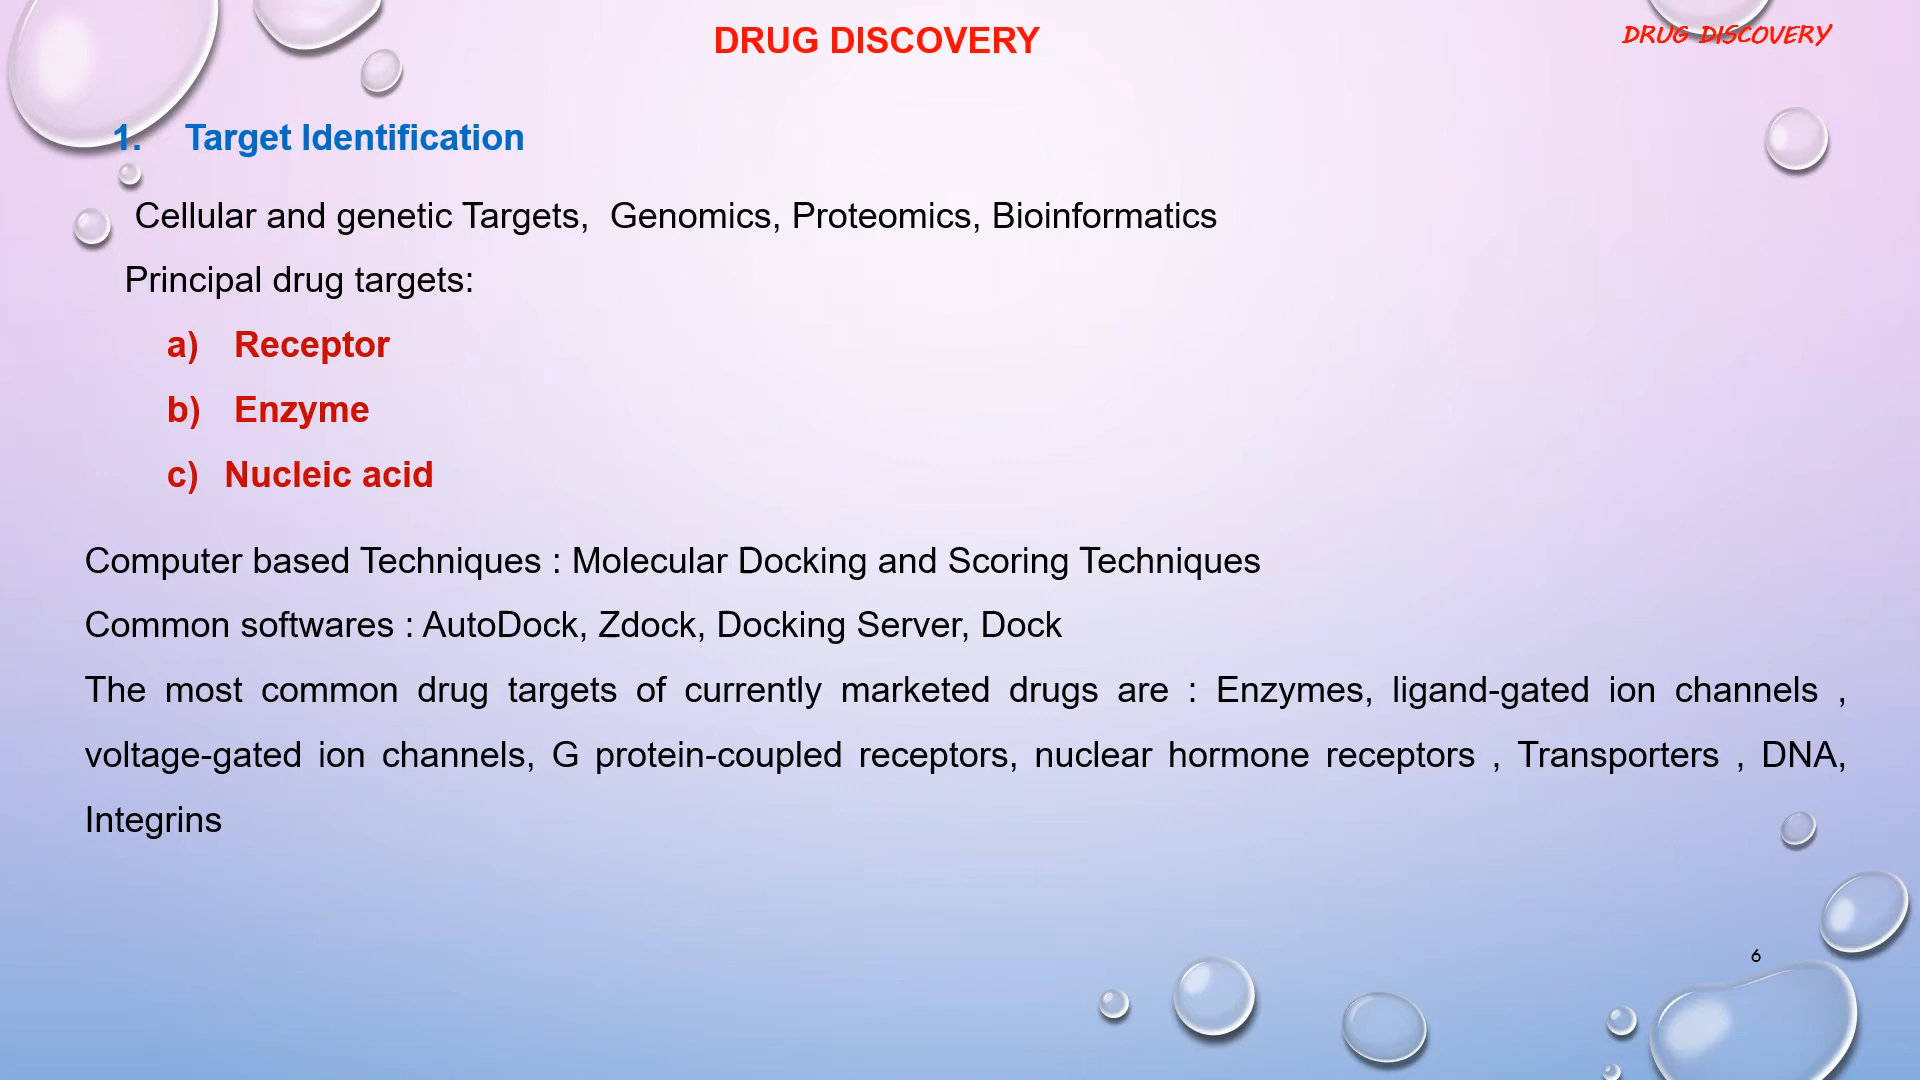 DRUG DISCOVERY
DRUG DISCOVERY
1. Target Identification
Cellular and genetic Targets, Genomics, Proteomics, Bioinformatics
Principal drug targets:
a) Receptor
b) Enzyme
c) Nucleic acid
Computer based Techniques : Molecular Docking and Scoring Techniques
Common softwares : AutoDock, Zdock, Docking Server, Dock
The most common drug targets of currently marketed drugs are : Enzymes, ligand-gated ion channels ,
voltage-gated ion channels, G protein-coupled receptors, nuclear hormone receptors , Transporters , DNA,
Integrins
6